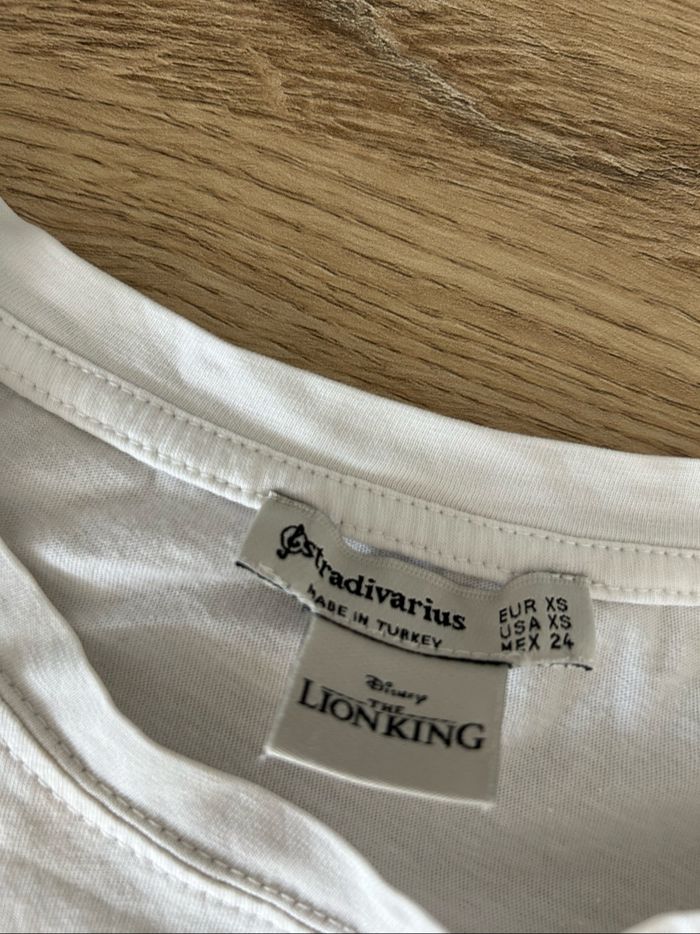 stradivarius
MADE IN TURKEY
EUR XS
USA XS
MEX 24
Disney
THE
LION KING